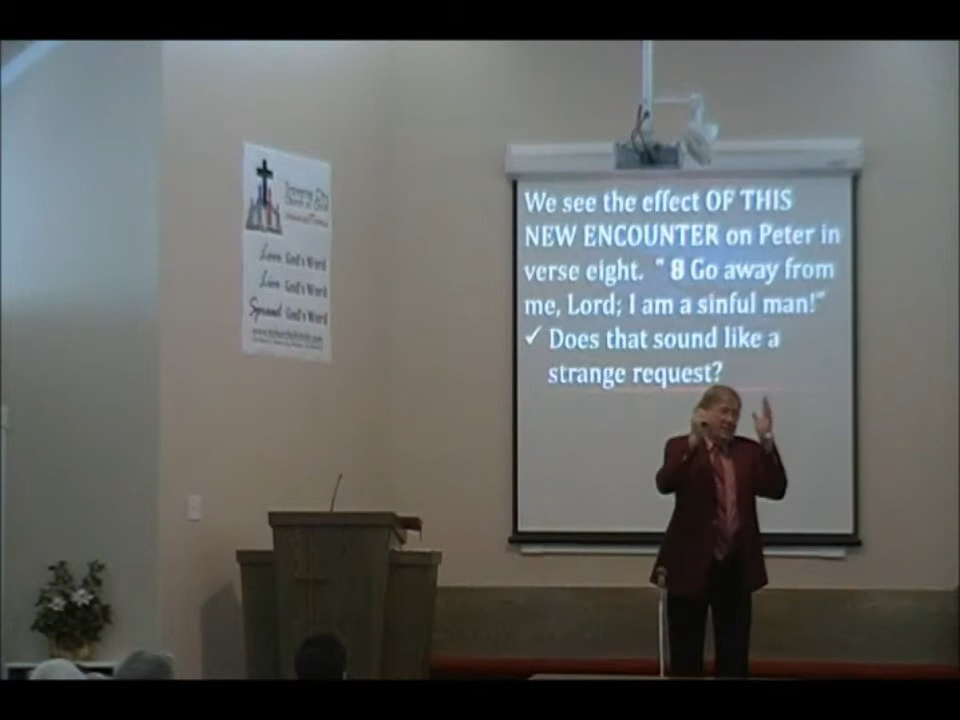 Love God's Word
Live God's Word
Spread God's Word
We see the effect OF THIS
NEW ENCOUNTER on Peter in
verse eight. " 8 Go away from
me, Lord; I am a sinful man!"
✓ Does that sound like a
strange request?